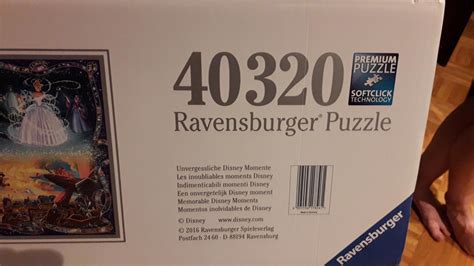 40320
Ravensburger® Puzzle
PREMIUM
PUZZLE
SOFTCLICK
TECHNOLOGY
Unvergessliche Disney Momente
Les inoubliables moments Disney
Indimenticabili momenti Disney
Een onvergetelijk Disney moment
Memorable Disney Moments
Momentos inolvidables de Disney
© Disney www.disney.com
© 2016 Ravensburger Spieleverlag
Postfach 24 60 · D-88194 Ravensburg
Ravensburger